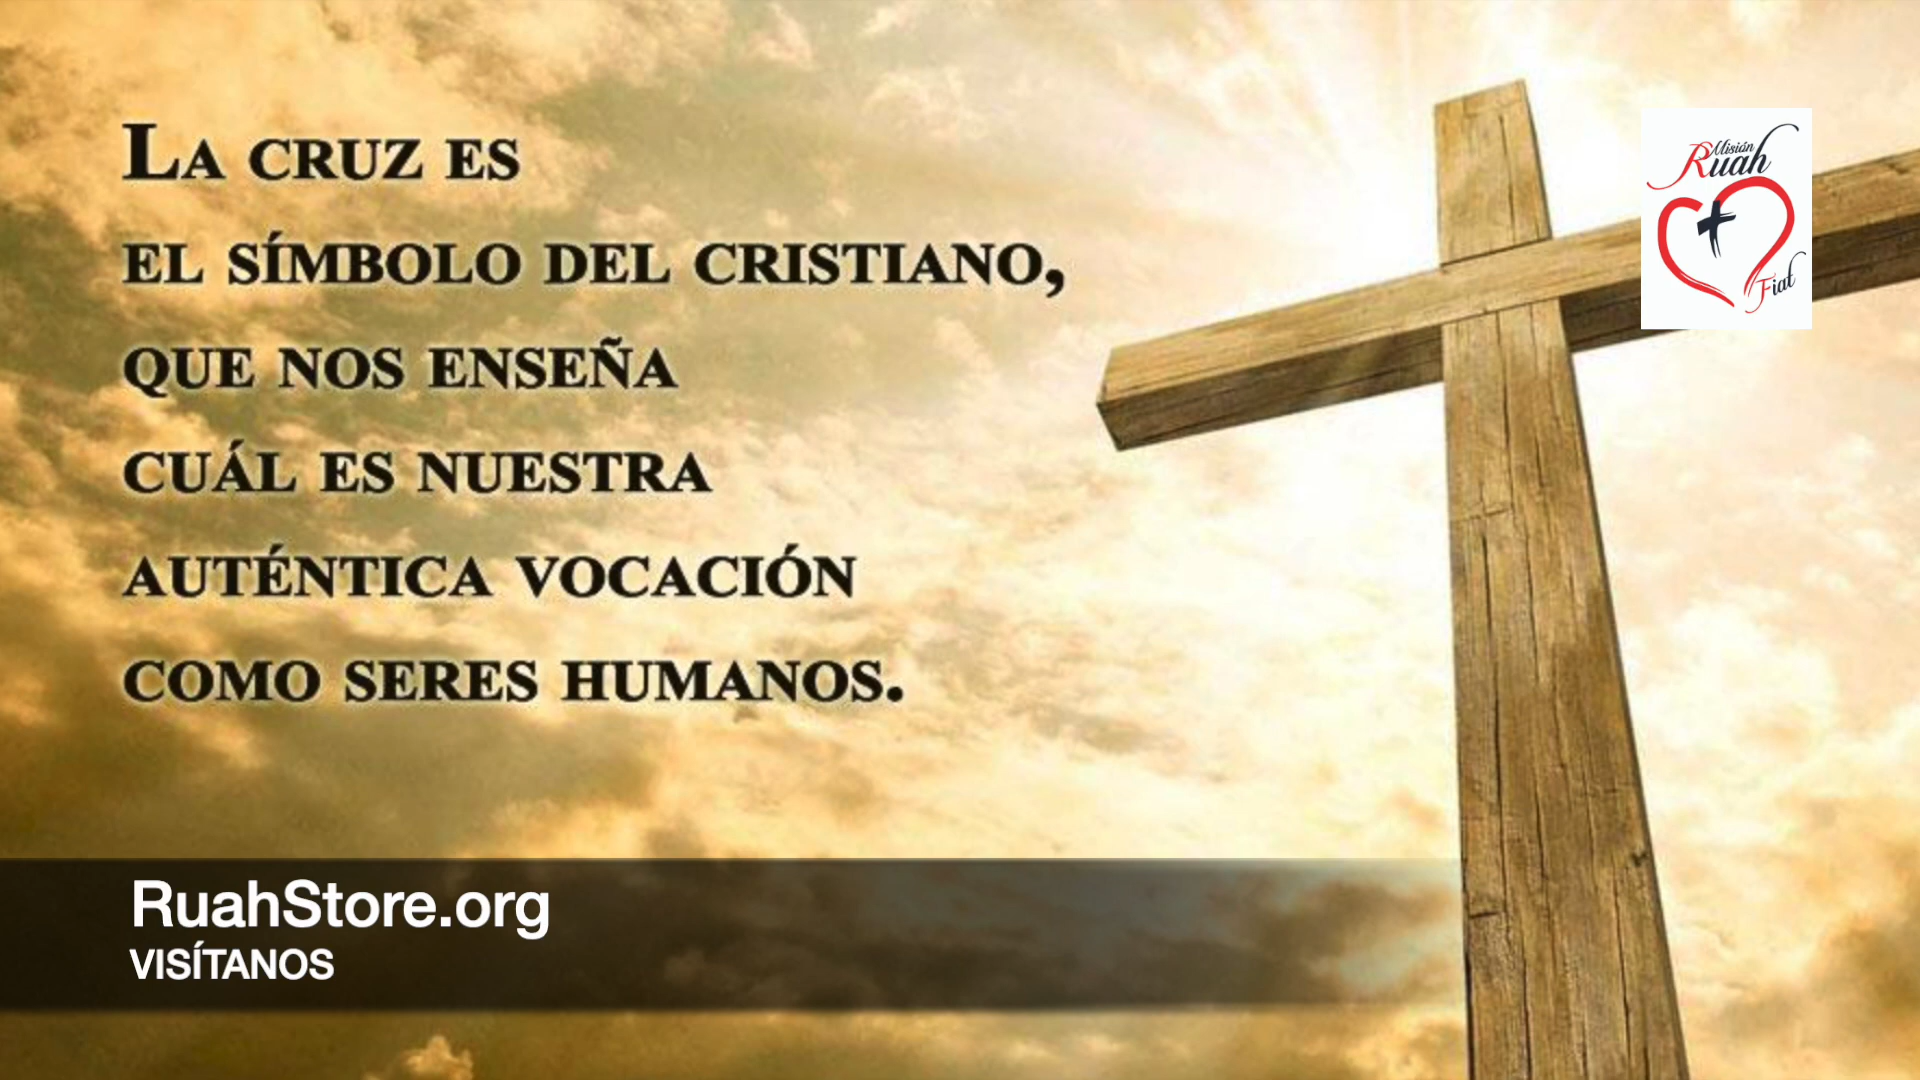 La cruz es
el símbolo del cristiano,
que nos enseña
cuál es nuestra
auténtica vocación
como seres humanos.
Misión
Ruah
Fiat
RuahStore.org
VISÍTANOS